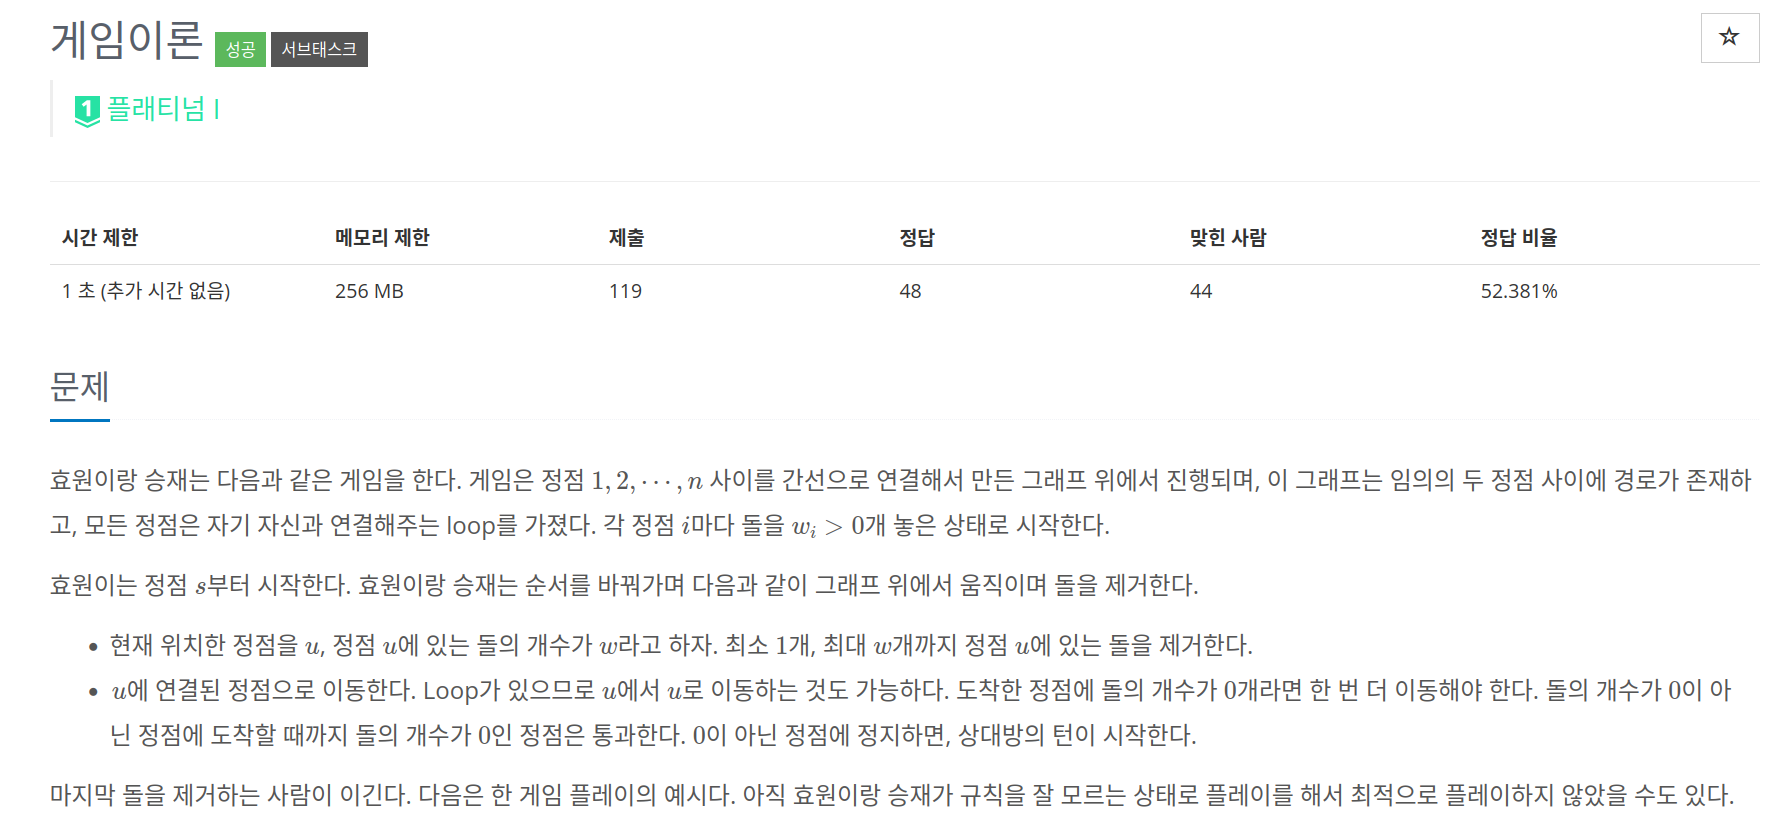 게임이론 성공 서브태스크
☆
1 플래티넘 I
시간 제한 메모리 제한 제출 정답 맞힌 사람 정답 비율
1 초 (추가 시간 없음) 256 MB 119 48 44 52.381%
문제
효원이랑 승재는 다음과 같은 게임을 한다. 게임은 정점 1, 2, ⋯ , n 사이를 간선으로 연결해서 만든 그래프 위에서 진행되며, 이 그래프는 임의의 두 정점 사이에 경로가 존재하
고, 모든 정점은 자기 자신과 연결해주는 loop를 가졌다. 각 정점 i마다 돌을 wᵢ > 0개 놓은 상태로 시작한다.
효원이는 정점 s부터 시작한다. 효원이랑 승재는 순서를 바꿔가며 다음과 같이 그래프 위에서 움직이며 돌을 제거한다.
• 현재 위치한 정점을 u, 정점 u에 있는 돌의 개수가 w라고 하자. 최소 1개, 최대 w개까지 정점 u에 있는 돌을 제거한다.
• u에 연결된 정점으로 이동한다. Loop가 있으므로 u에서 u로 이동하는 것도 가능하다. 도착한 정점에 돌의 개수가 0개라면 한 번 더 이동해야 한다. 돌의 개수가 0이 아
닌 정점에 도착할 때까지 돌의 개수가 0인 정점은 통과한다. 0이 아닌 정점에 정지하면, 상대방의 턴이 시작한다.
마지막 돌을 제거하는 사람이 이긴다. 다음은 한 게임 플레이의 예시다. 아직 효원이랑 승재가 규칙을 잘 모르는 상태로 플레이를 해서 최적으로 플레이하지 않았을 수도 있다.